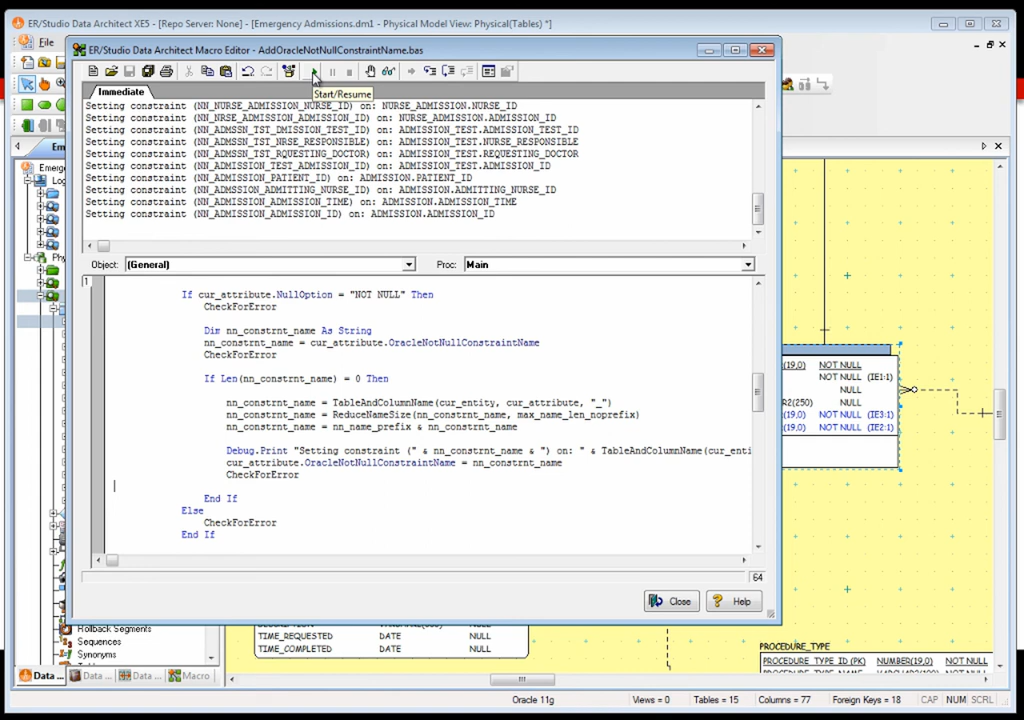 ER/Studio Data Architect XE5 - [Repo Server: None] - [Emergency Admissions.dm1 - Physical Model View: Physical(Tables) *]
File
ER/Studio Data Architect Macro Editor - AddOracleNotNullConstraintName.bas
Immediate
Start/Resume
Setting constraint (NN_NURSE_ADMISSION_NURSE_ID) on: NURSE_ADMISSION.NURSE_ID
Setting constraint (NN_NRSE_ADMISSION_ADMISSION_ID) on: NURSE_ADMISSION.ADMISSION_ID
Setting constraint (NN_ADMSSN_TST_DMISSION_TEST_ID) on: ADMISSION_TEST.ADMISSION_TEST_ID
Setting constraint (NN_ADMSSN_TST_NRSE_RESPONSIBLE) on: ADMISSION_TEST.NURSE_RESPONSIBLE
Setting constraint (NN_ADMSSN_TST_RQUESTING_DOCTOR) on: ADMISSION_TEST.REQUESTING_DOCTOR
Setting constraint (NN_ADMISSION_TEST_ADMISSION_ID) on: ADMISSION_TEST.ADMISSION_ID
Setting constraint (NN_ADMISSION_PATIENT_ID) on: ADMISSION.PATIENT_ID
Setting constraint (NN_ADMSSION_ADMITTING_NURSE_ID) on: ADMISSION.ADMITTING_NURSE_ID
Setting constraint (NN_ADMISSION_ADMISSION_TIME) on: ADMISSION.ADMISSION_TIME
Setting constraint (NN_ADMISSION_ADMISSION_ID) on: ADMISSION.ADMISSION_ID
Object: (General) Proc: Main
1
If cur_attribute.NullOption = "NOT NULL" Then
CheckForError
Dim nn_constrnt_name As String
nn_constrnt_name = cur_attribute.OracleNotNullConstraintName
CheckForError
If Len(nn_constrnt_name) = 0 Then
nn_constrnt_name = TableAndColumnName(cur_entity, cur_attribute, "_")
nn_constrnt_name = ReduceNameSize(nn_constrnt_name, max_name_len_noprefix)
nn_constrnt_name = nn_name_prefix & nn_constrnt_name
Debug.Print "Setting constraint (" & nn_constrnt_name & ") on: " & TableAndColumnName(cur_enti
cur_attribute.OracleNotNullConstraintName = nn_constrnt_name
CheckForError
End If
Else
CheckForError
End If
64
Close Help
Em
Emerg
Log
Phy
(19,0) NOT NULL
NOT NULL (IE1:1)
NULL
R2(250) NULL
(19,0) NOT NULL (IE3:1)
(19,0) NOT NULL (IE2:1)
Rollback Segments
Sequences
Synonyms
TIME_REQUESTED DATE NULL
TIME_COMPLETED DATE NULL
PROCEDURE_TYPE
PROCEDURE_TYPE_ID (PK) NUMBER(19,0) NOT NULL
Data ... Data ... Data ... Macro
Oracle 11g Views = 0 Tables = 15 Columns = 77 Foreign Keys = 18 CAP NUM SCRL